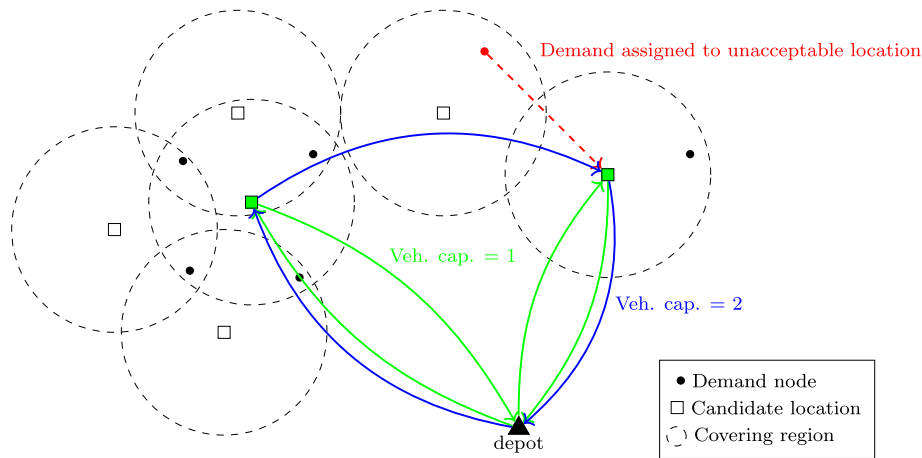 Demand assigned to unacceptable location
Veh. cap. = 1
Veh. cap. = 2
Demand node
Candidate location
Covering region
depot